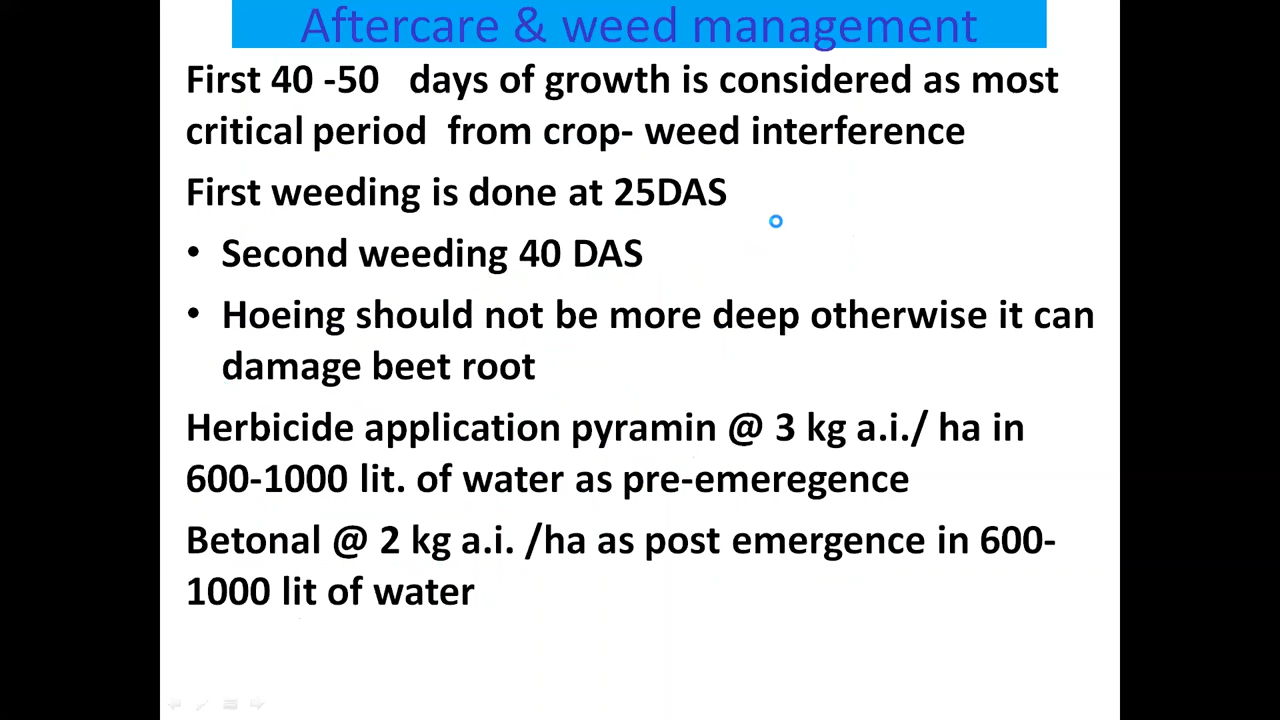 Aftercare & weed management
First 40 -50 days of growth is considered as most
critical period from crop- weed interference
First weeding is done at 25DAS
• Second weeding 40 DAS
• Hoeing should not be more deep otherwise it can
damage beet root
Herbicide application pyramin @ 3 kg a.i./ ha in
600-1000 lit. of water as pre-emeregence
Betonal @ 2 kg a.i. /ha as post emergence in 600-
1000 lit of water